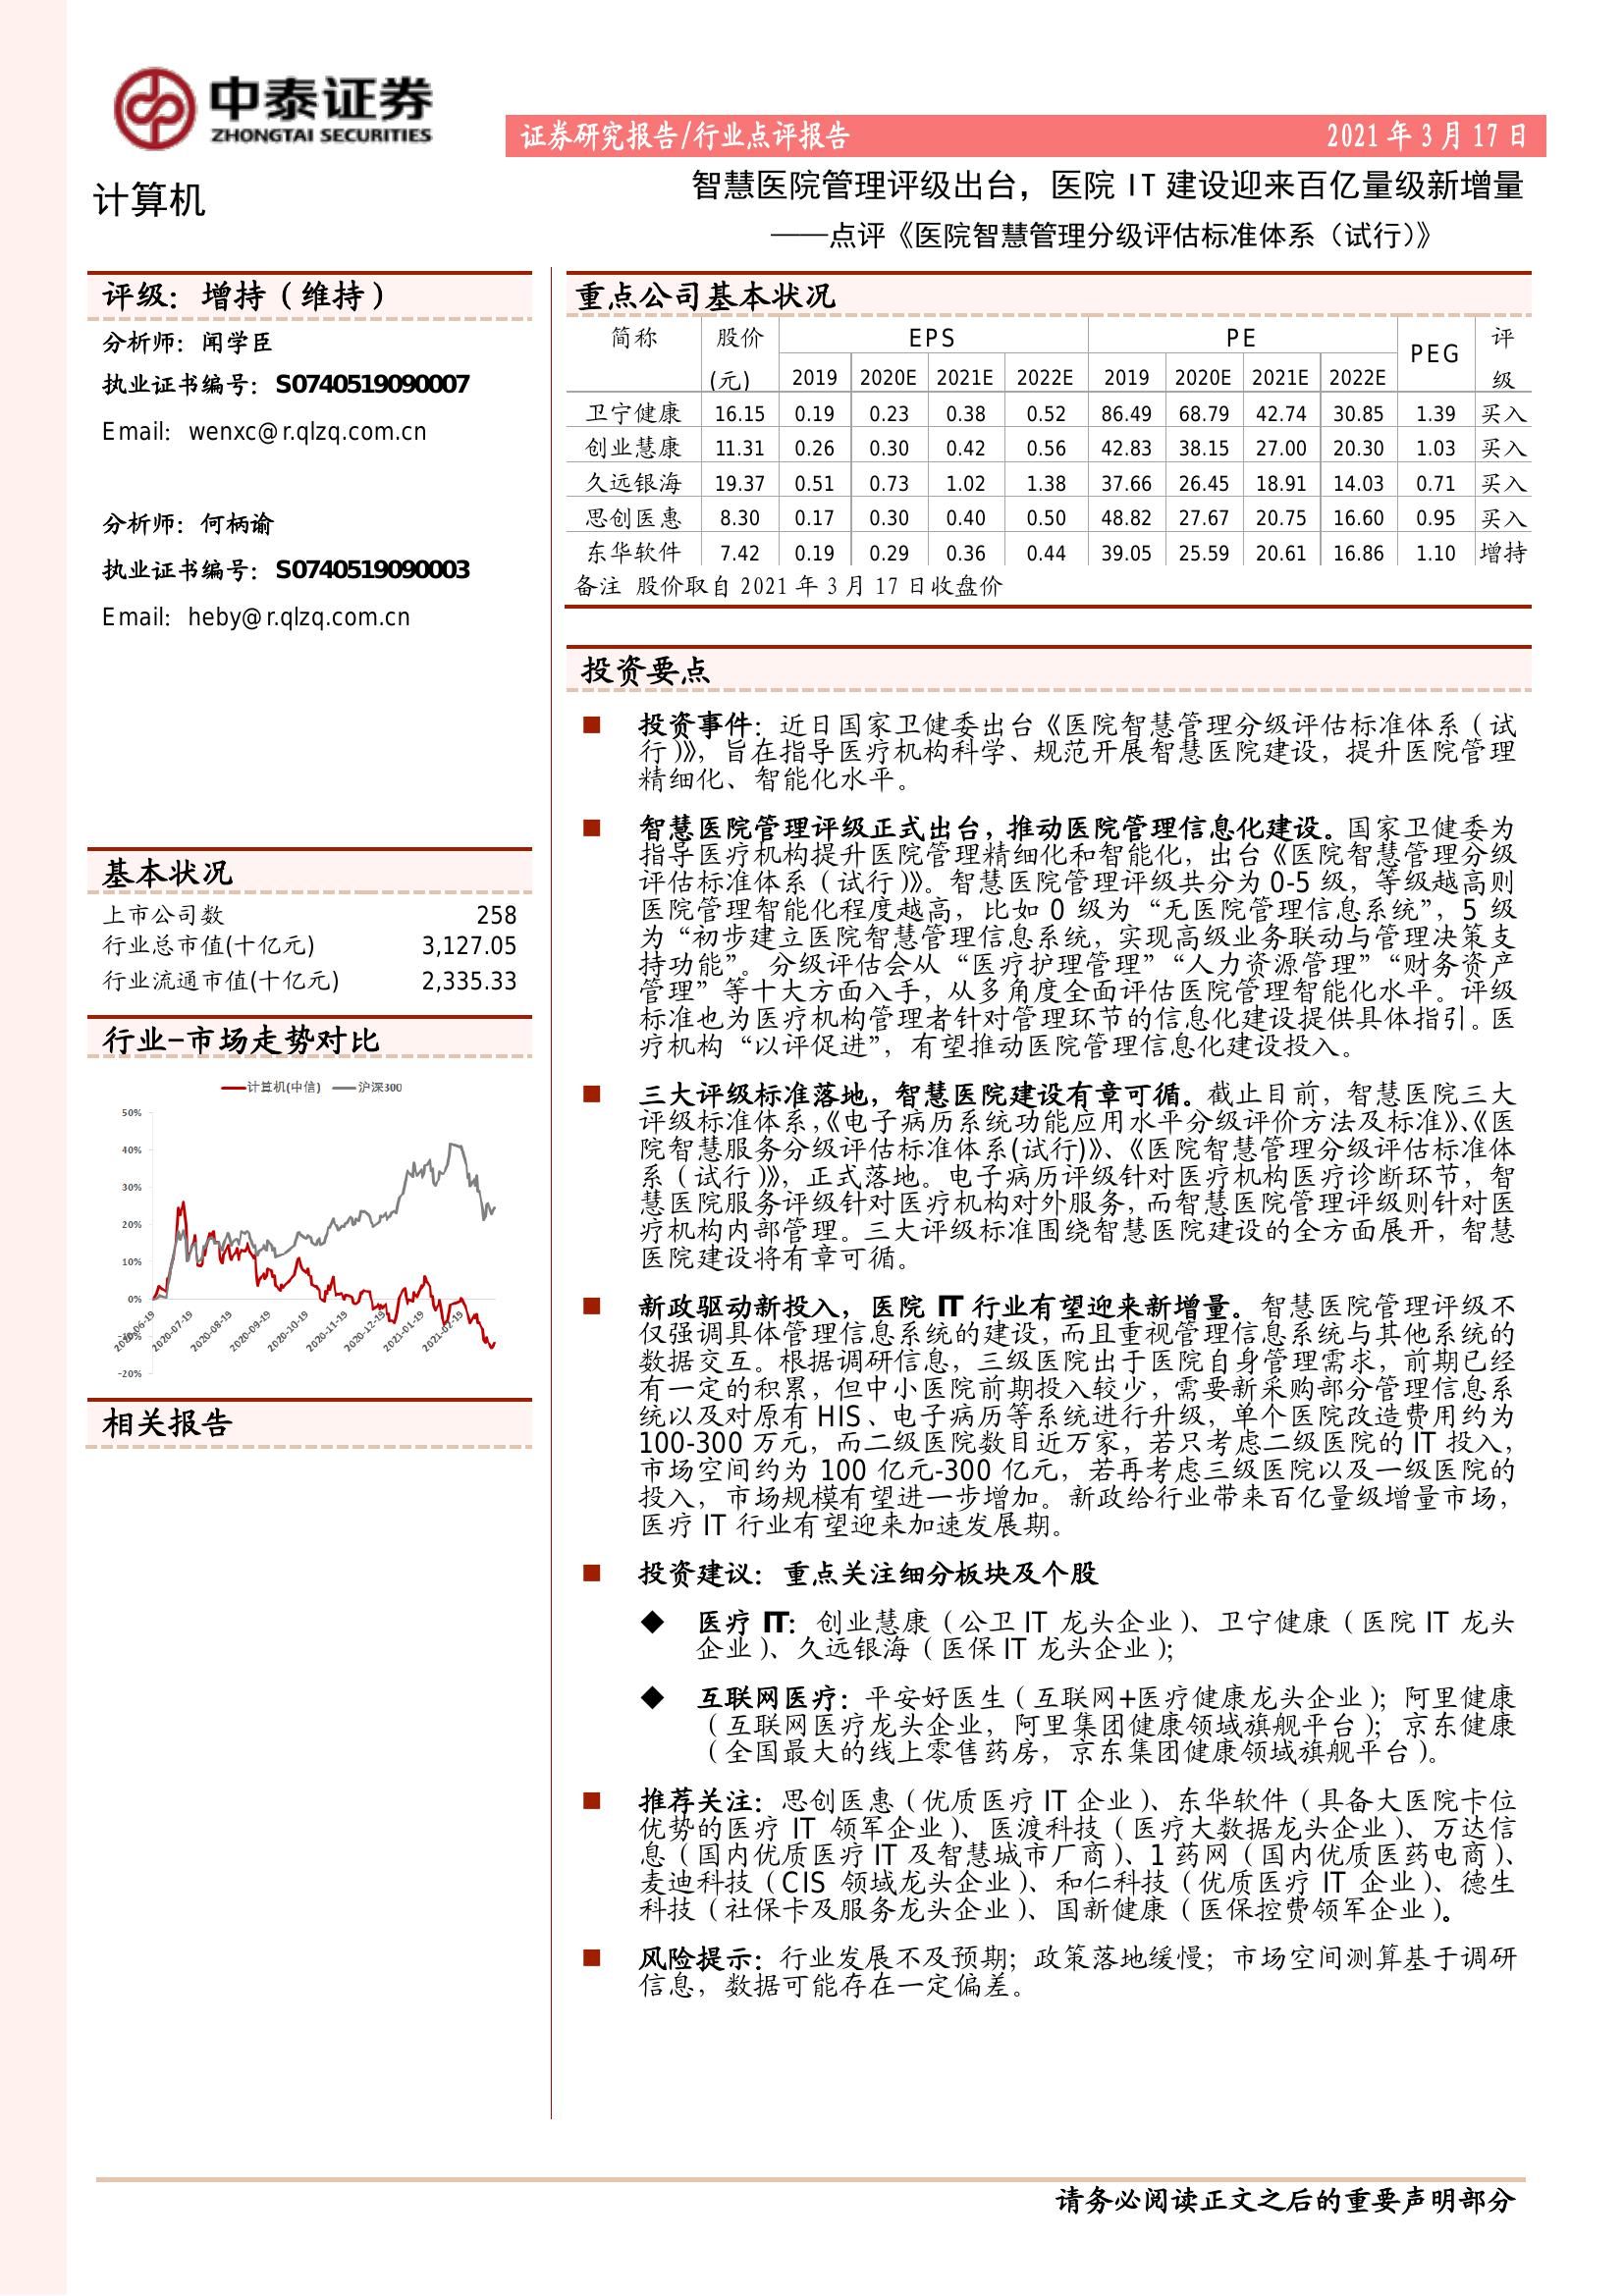 中泰证券
ZHONGTAI SECURITIES
证券研究报告/行业点评报告
2021 年 3 月 17 日
计算机
智慧医院管理评级出台，医院 IT 建设迎来百亿量级新增量
——点评《医院智慧管理分级评估标准体系（试行）》
评级：增持（维持）
分析师：闻学臣
执业证书编号：S0740519090007
Email：wenxc@r.qlzq.com.cn
分析师：何柄谕
执业证书编号：S0740519090003
Email：heby@r.qlzq.com.cn
基本状况
上市公司数 258
行业总市值(十亿元) 3,127.05
行业流通市值(十亿元) 2,335.33
行业-市场走势对比
计算机(中信) 沪深300
50%
40%
30%
20%
10%
0%
-10%
-20%
2020-06-19 2020-07-19 2020-08-19 2020-09-19 2020-10-19 2020-11-19 2020-12-19 2021-01-19 2021-02-19
相关报告
重点公司基本状况
简称 股价 EPS PE PEG 评
(元) 2019 2020E 2021E 2022E 2019 2020E 2021E 2022E 级
卫宁健康 16.15 0.19 0.23 0.38 0.52 86.49 68.79 42.74 30.85 1.39 买入
创业慧康 11.31 0.26 0.30 0.42 0.56 42.83 38.15 27.00 20.30 1.03 买入
久远银海 19.37 0.51 0.73 1.02 1.38 37.66 26.45 18.91 14.03 0.71 买入
思创医惠 8.30 0.17 0.30 0.40 0.50 48.82 27.67 20.75 16.60 0.95 买入
东华软件 7.42 0.19 0.29 0.36 0.44 39.05 25.59 20.61 16.86 1.10 增持
备注 股价取自 2021 年 3 月 17 日收盘价
投资要点
■ 投资事件：近日国家卫健委出台《医院智慧管理分级评估标准体系（试
行）》，旨在指导医疗机构科学、规范开展智慧医院建设，提升医院管理
精细化、智能化水平。
■ 智慧医院管理评级正式出台，推动医院管理信息化建设。国家卫健委为
指导医疗机构提升医院管理精细化和智能化，出台《医院智慧管理分级
评估标准体系（试行）》。智慧医院管理评级共分为 0-5 级，等级越高则
医院管理智能化程度越高，比如 0 级为“无医院管理信息系统”，5 级
为“初步建立医院智慧管理信息系统，实现高级业务联动与管理决策支
持功能”。分级评估会从“医疗护理管理”“人力资源管理”“财务资产
管理”等十大方面入手，从多角度全面评估医院管理智能化水平。评级
标准也为医疗机构管理者针对管理环节的信息化建设提供具体指引。医
疗机构“以评促进”，有望推动医院管理信息化建设投入。
■ 三大评级标准落地，智慧医院建设有章可循。截止目前，智慧医院三大
评级标准体系，《电子病历系统功能应用水平分级评价方法及标准》、《医
院智慧服务分级评估标准体系(试行)》、《医院智慧管理分级评估标准体
系（试行）》，正式落地。电子病历评级针对医疗机构医疗诊断环节，智
慧医院服务评级针对医疗机构对外服务，而智慧医院管理评级则针对医
疗机构内部管理。三大评级标准围绕智慧医院建设的全方面展开，智慧
医院建设将有章可循。
■ 新政驱动新投入，医院 IT 行业有望迎来新增量。智慧医院管理评级不
仅强调具体管理信息系统的建设，而且重视管理信息系统与其他系统的
数据交互。根据调研信息，三级医院出于医院自身管理需求，前期已经
有一定的积累，但中小医院前期投入较少，需要新采购部分管理信息系
统以及对原有 HIS、电子病历等系统进行升级，单个医院改造费用约为
100-300 万元，而二级医院数目近万家，若只考虑二级医院的 IT 投入，
市场空间约为 100 亿元-300 亿元，若再考虑三级医院以及一级医院的
投入，市场规模有望进一步增加。新政给行业带来百亿量级增量市场，
医疗 IT 行业有望迎来加速发展期。
■ 投资建议：重点关注细分板块及个股
◆ 医疗 IT：创业慧康（公卫 IT 龙头企业）、卫宁健康（医院 IT 龙头
企业）、久远银海（医保 IT 龙头企业）；
◆ 互联网医疗：平安好医生（互联网+医疗健康龙头企业）；阿里健康
（互联网医疗龙头企业，阿里集团健康领域旗舰平台）；京东健康
（全国最大的线上零售药房，京东集团健康领域旗舰平台）。
■ 推荐关注：思创医惠（优质医疗 IT 企业）、东华软件（具备大医院卡位
优势的医疗 IT 领军企业）、医渡科技（医疗大数据龙头企业）、万达信
息（国内优质医疗 IT 及智慧城市厂商）、1 药网（国内优质医药电商）、
麦迪科技（CIS 领域龙头企业）、和仁科技（优质医疗 IT 企业）、德生
科技（社保卡及服务龙头企业）、国新健康（医保控费领军企业）。
■ 风险提示：行业发展不及预期；政策落地缓慢；市场空间测算基于调研
信息，数据可能存在一定偏差。
请务必阅读正文之后的重要声明部分